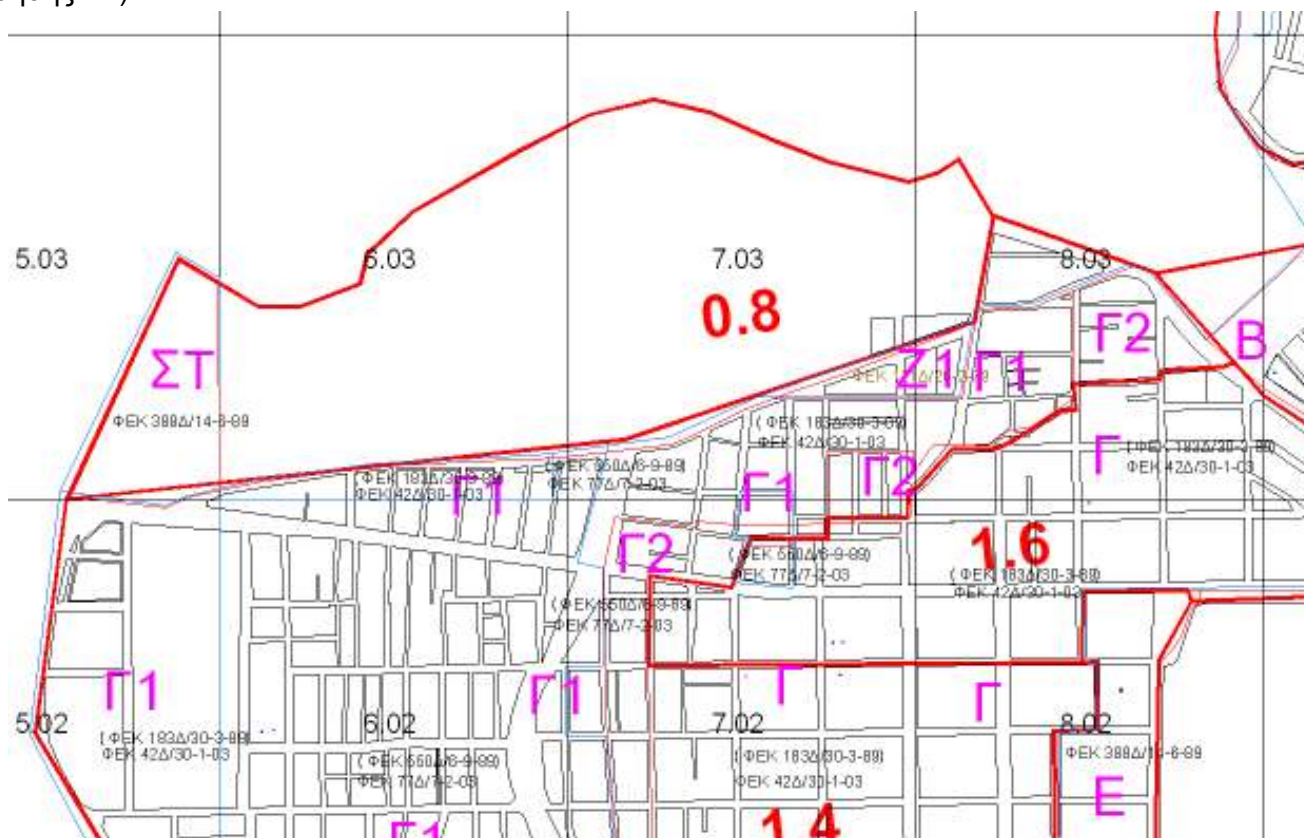 5.03
6.03
7.03
8.03
0.8
ΣΤ
Γ2
Β
Ζ1
Γ1
ΦΕΚ 388Δ/14-6-89
( ΦΕΚ 183Δ/30-3-89)
ΦΕΚ 42Δ/30-1-03
Γ
( ΦΕΚ 183Δ/30-3-89)
ΦΕΚ 42Δ/30-1-03
( ΦΕΚ 550Δ/6-9-89)
ΦΕΚ 77Δ/7-2-03
( ΦΕΚ 183Δ/30-3-89)
ΦΕΚ 42Δ/30-1-03
Γ1
Γ1
Γ2
1.6
Γ2
( ΦΕΚ 550Δ/6-9-89)
ΦΕΚ 77Δ/7-2-03
( ΦΕΚ 183Δ/30-3-89)
ΦΕΚ 42Δ/30-1-03
( ΦΕΚ 550Δ/6-9-89)
ΦΕΚ 77Δ/7-2-03
Γ1
Γ1
Γ
Γ
5.02
6.02
7.02
8.02
( ΦΕΚ 183Δ/30-3-89)
ΦΕΚ 42Δ/30-1-03
( ΦΕΚ 550Δ/6-9-89)
ΦΕΚ 77Δ/7-2-03
( ΦΕΚ 183Δ/30-3-89)
ΦΕΚ 42Δ/30-1-03
ΦΕΚ 388Δ/14-6-89
Ε
Γ1
1.4